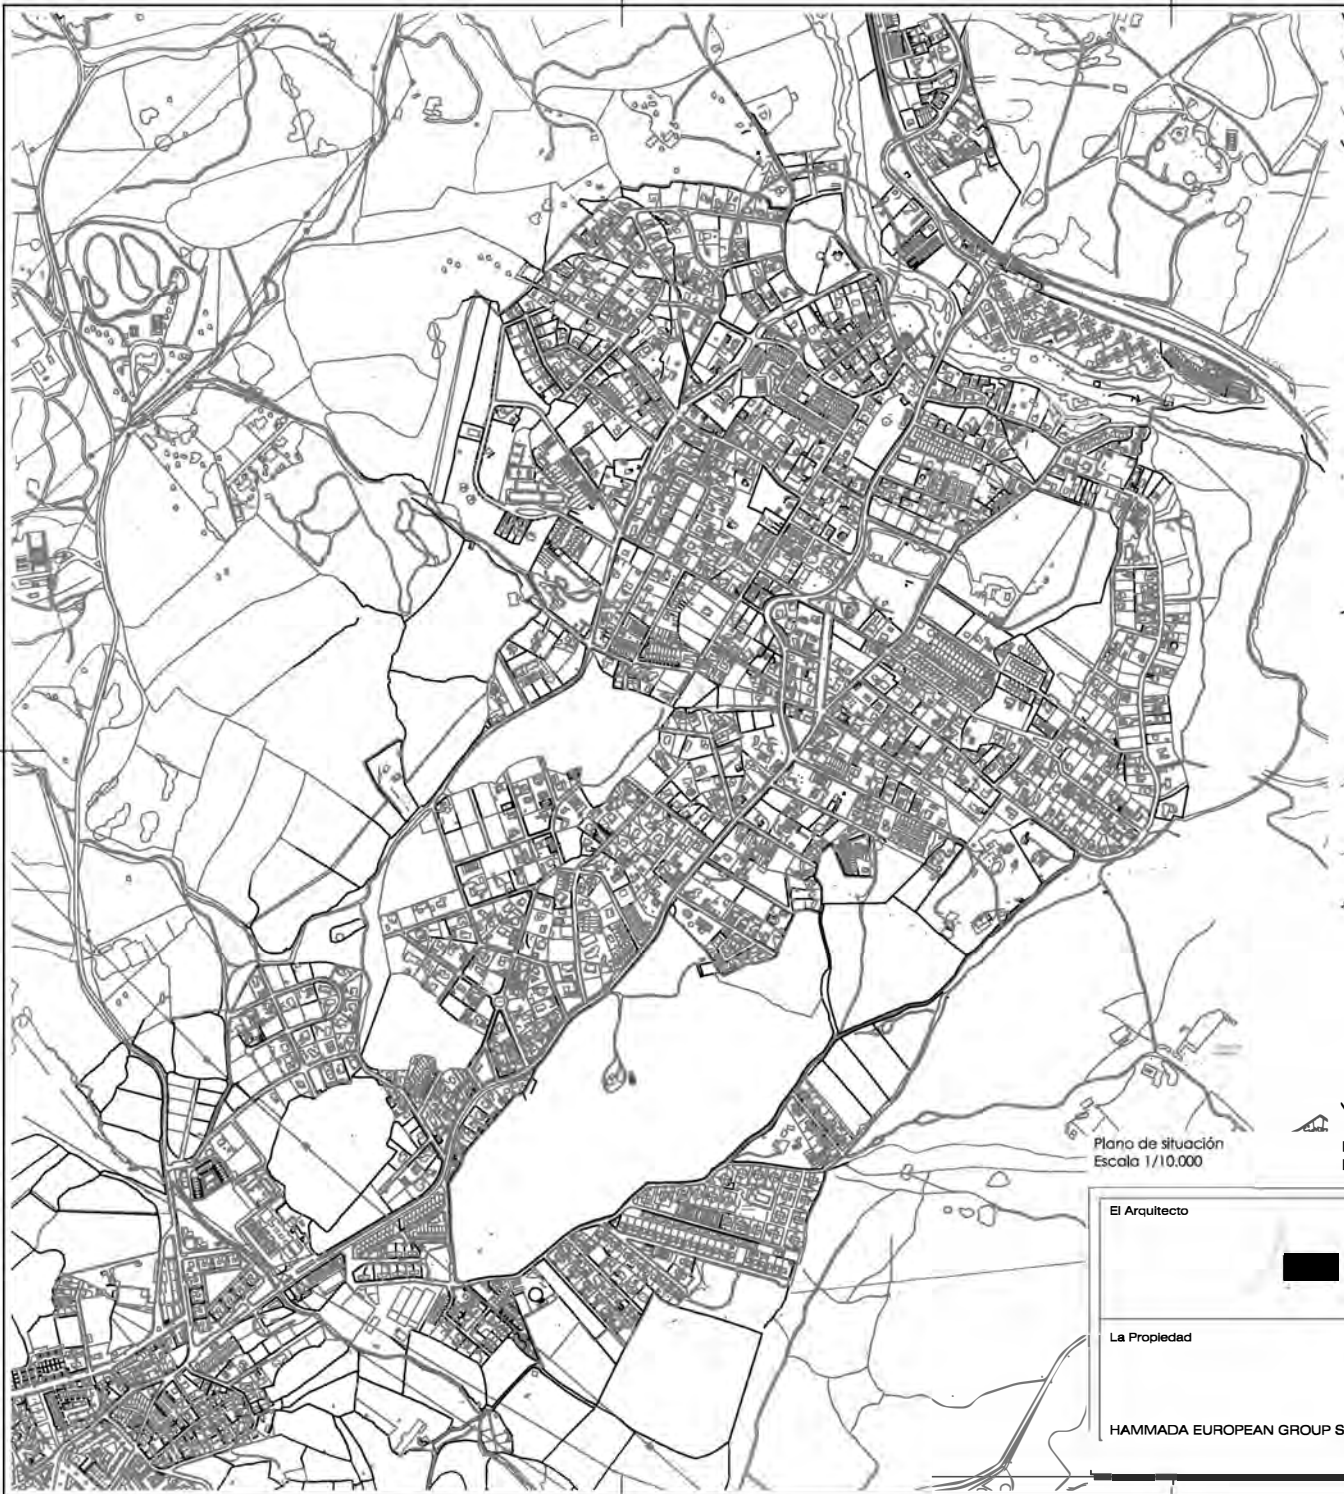 Plano de situación
Escala 1/10.000
El Arquitecto
La Propiedad
HAMMADA EUROPEAN GROUP S